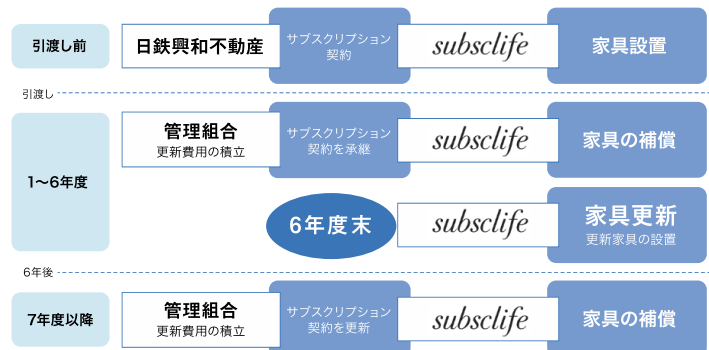 引渡し前
日鉄興和不動産
サブスクリプション
契約
subsclife
家具設置
引渡し
1〜6年度
管理組合
更新費用の積立
サブスクリプション
契約を承継
subsclife
家具の補償
6年度末
subsclife
家具更新
更新家具の設置
6年後
7年度以降
管理組合
更新費用の積立
サブスクリプション
契約を更新
subsclife
家具の補償